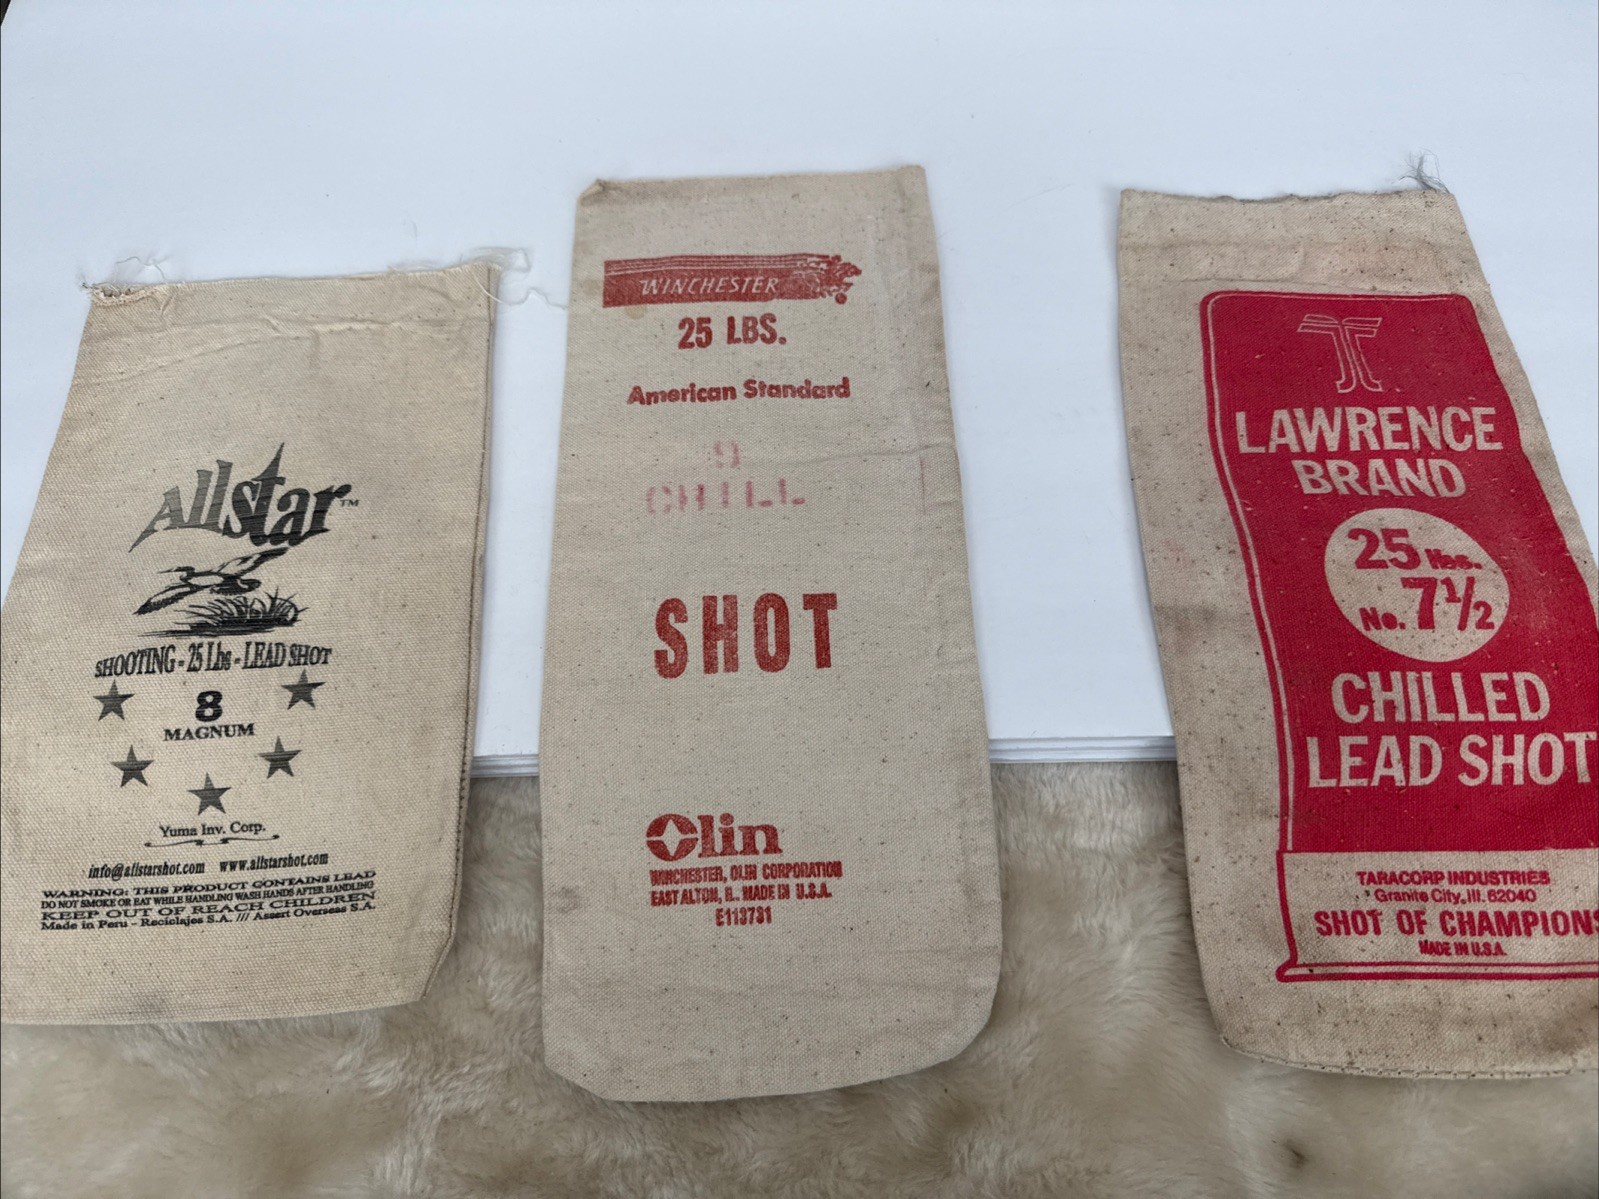 Allstar™
SHOOTING - 25 Lbs - LEAD SHOT
8
MAGNUM
Yuma Inv. Corp.
info@allstarshot.com www.allstarshot.com
WARNING: THIS PRODUCT CONTAINS LEAD
DO NOT SMOKE OR EAT WHILE HANDLING WASH HANDS AFTER HANDLING
KEEP OUT OF REACH CHILDREN
Made in Peru - Reciclajes S.A. /// Assert Overseas S.A.
WINCHESTER
25 LBS.
American Standard
9
CHILL
SHOT
Olin
WINCHESTER, OLIN CORPORATION
EAST ALTON, IL. MADE IN U.S.A.
E113731
LAWRENCE
BRAND
25 lbs.
No. 7½
CHILLED
LEAD SHOT
TARACORP INDUSTRIES
Granite City, Ill. 62040
SHOT OF CHAMPIONS
MADE IN U.S.A.